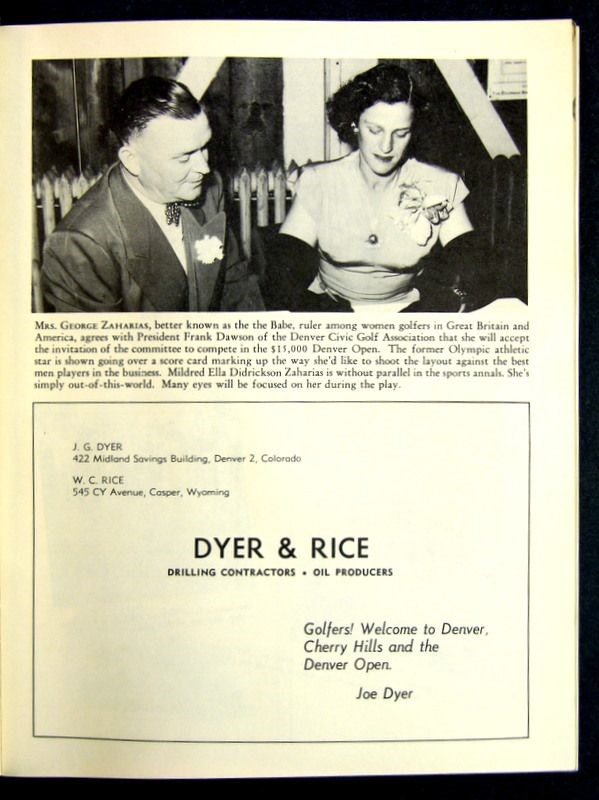 MRS. GEORGE ZAHARIAS, better known as the the Babe, ruler among women golfers in Great Britain and
America, agrees with President Frank Dawson of the Denver Civic Golf Association that she will accept
the invitation of the committee to compete in the $15,000 Denver Open. The former Olympic athletic
star is shown going over a score card marking up the way she'd like to shoot the layout against the best
men players in the business. Mildred Ella Didrickson Zaharias is without parallel in the sports annals. She's
simply out-of-this-world. Many eyes will be focused on her during the play.
J. G. DYER
422 Midland Savings Building, Denver 2, Colorado
W. C. RICE
545 CY Avenue, Casper, Wyoming
DYER & RICE
DRILLING CONTRACTORS • OIL PRODUCERS
Golfers! Welcome to Denver,
Cherry Hills and the
Denver Open.
Joe Dyer